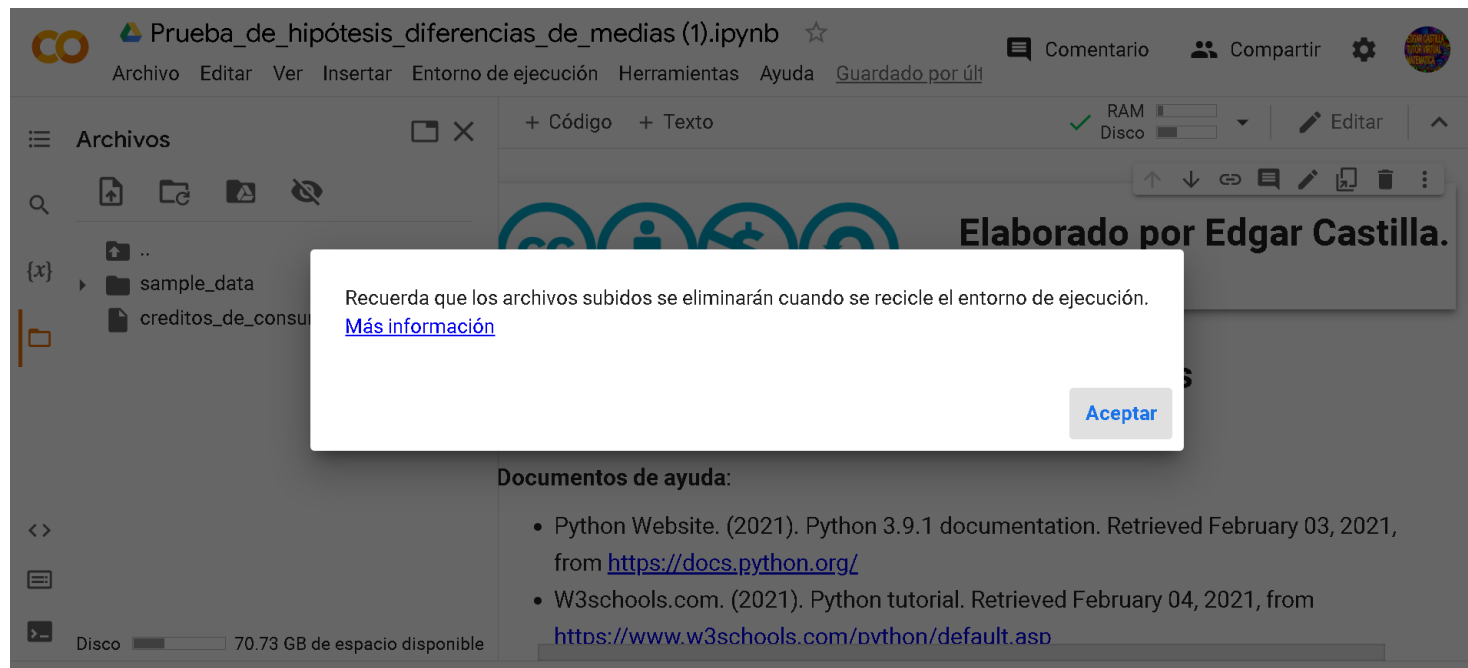 Prueba_de_hipótesis_diferencias_de_medias (1).ipynb
Comentario
Compartir
Archivo Editar Ver Insertar Entorno de ejecución Herramientas Ayuda Guardado por últ
Archivos
+ Código + Texto
RAM
Disco
Editar
Elaborado por Edgar Castilla.
..
{x}
sample_data
creditos_de_consu
Recuerda que los archivos subidos se eliminarán cuando se recicle el entorno de ejecución.
Más información
Aceptar
Documentos de ayuda:
• Python Website. (2021). Python 3.9.1 documentation. Retrieved February 03, 2021,
from https://docs.python.org/
• W3schools.com. (2021). Python tutorial. Retrieved February 04, 2021, from
https://www.w3schools.com/python/default.asp
Disco 70.73 GB de espacio disponible